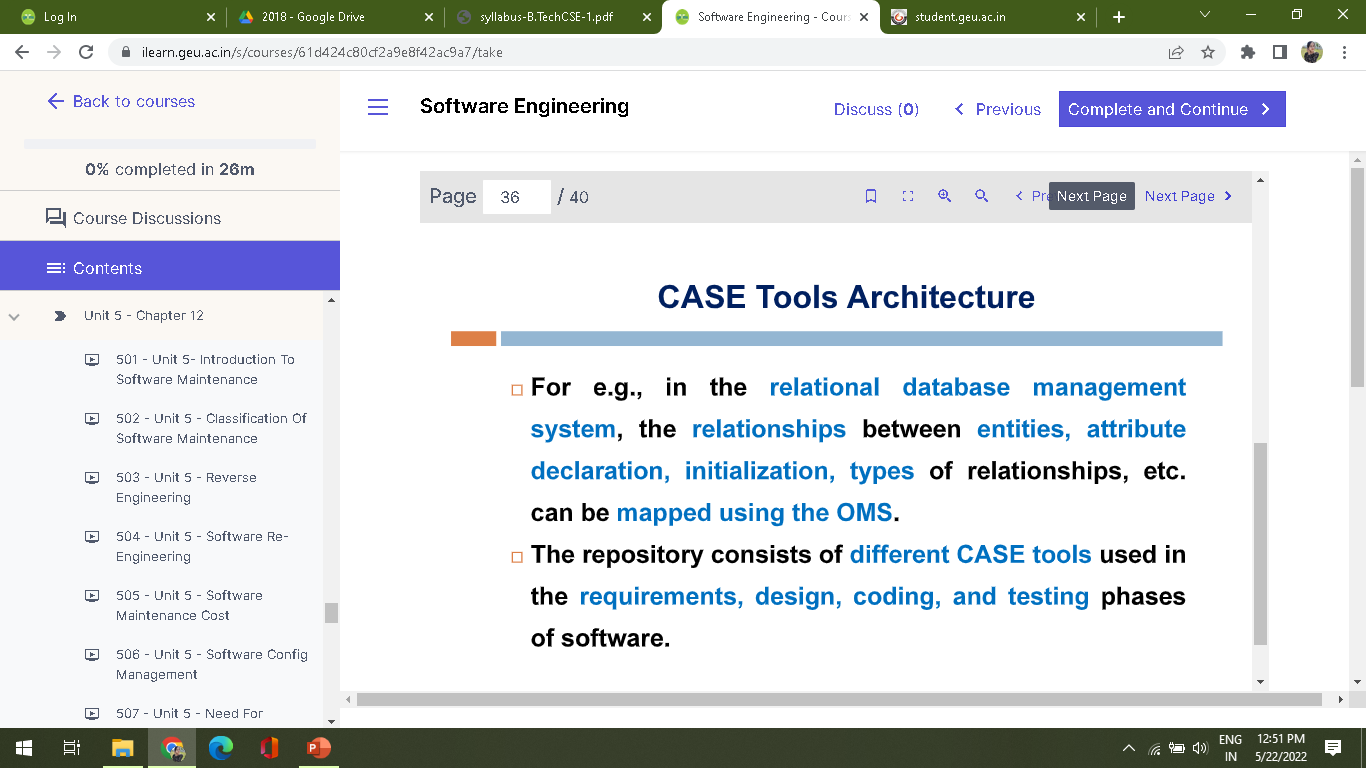 Log In
2018 - Google Drive
syllabus-B.TechCSE-1.pdf
Software Engineering - Cours
student.geu.ac.in
ilearn.geu.ac.in/s/courses/61d424c80cf2a9e8f42ac9a7/take
Back to courses
0% completed in 26m
Course Discussions
Contents
Unit 5 - Chapter 12
501 - Unit 5- Introduction To
Software Maintenance
502 - Unit 5 - Classification Of
Software Maintenance
503 - Unit 5 - Reverse
Engineering
504 - Unit 5 - Software Re-
Engineering
505 - Unit 5 - Software
Maintenance Cost
506 - Unit 5 - Software Config
Management
507 - Unit 5 - Need For
Software Engineering
Discuss (0)
Previous
Complete and Continue
Page 36 / 40
Pre
Next Page
Next Page
CASE Tools Architecture
For e.g., in the relational database management
system, the relationships between entities, attribute
declaration, initialization, types of relationships, etc.
can be mapped using the OMS.
The repository consists of different CASE tools used in
the requirements, design, coding, and testing phases
of software.
ENG
IN
12:51 PM
5/22/2022